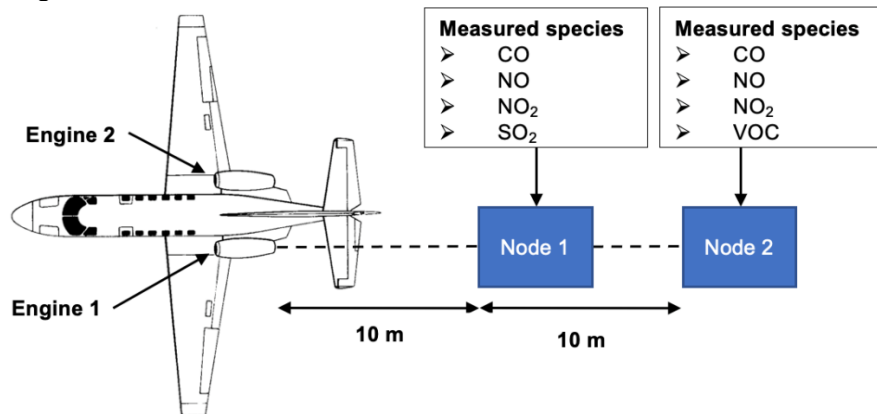 Measured species
➢ CO
➢ NO
➢ NO₂
➢ SO₂
Measured species
➢ CO
➢ NO
➢ NO₂
➢ VOC
Engine 2
Node 1
Node 2
Engine 1
10 m
10 m